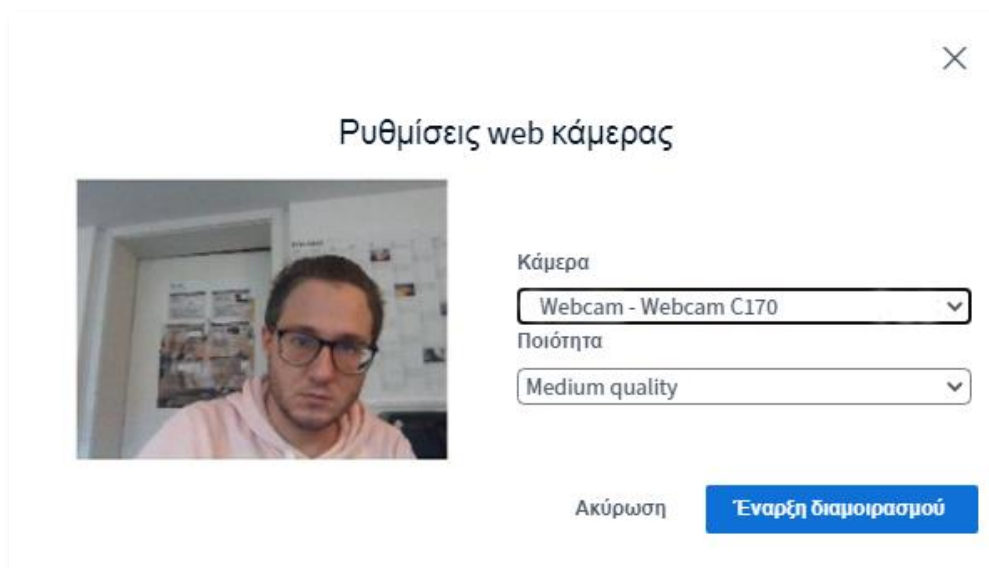 Ρυθμίσεις web κάμερας
Κάμερα
Webcam - Webcam C170
Ποιότητα
Medium quality
Ακύρωση
Έναρξη διαμοιρασμού